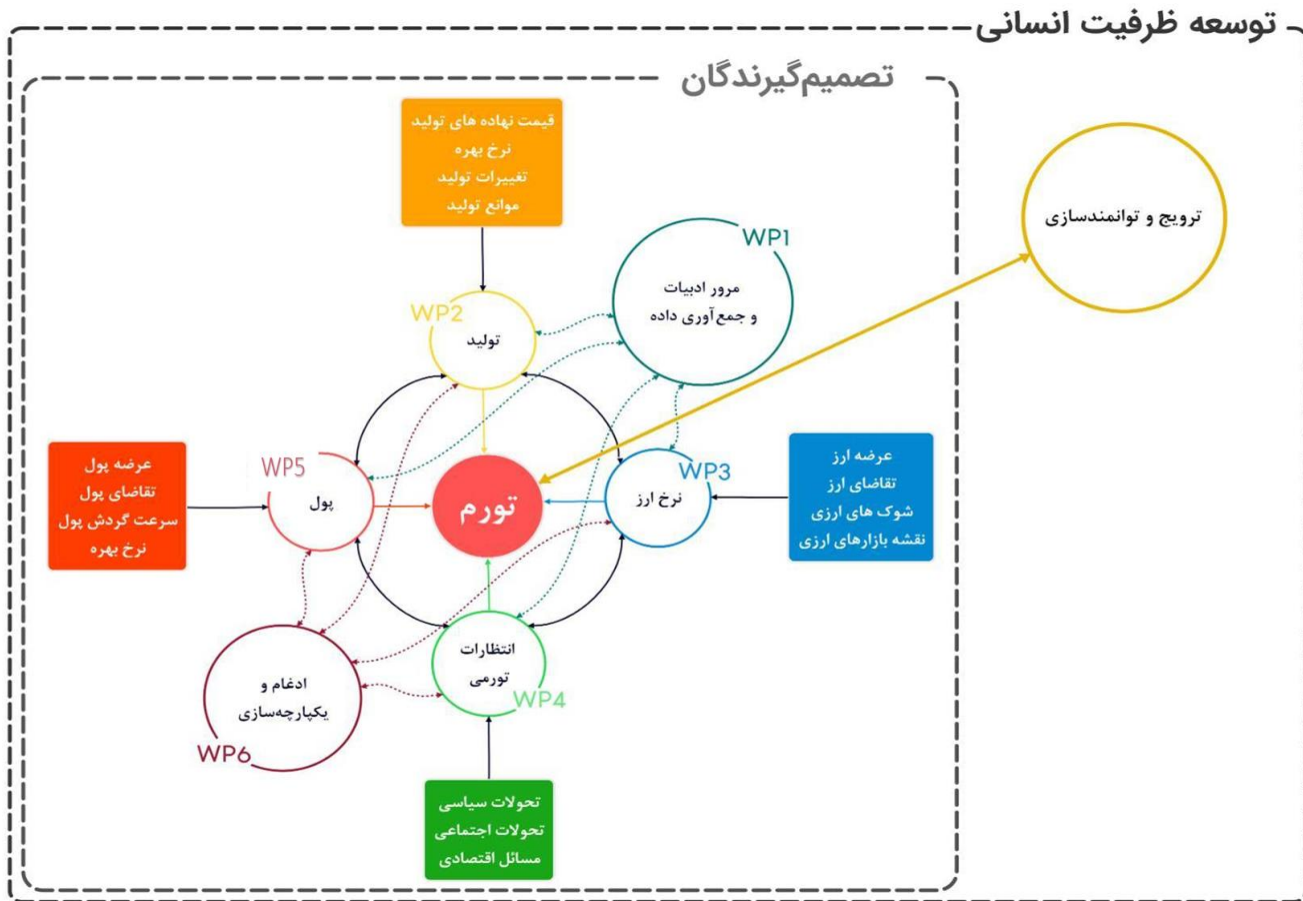 توسعه ظرفیت انسانی
تصمیم‌گیرندگان
قیمت نهاده های تولید
نرخ بهره
تغییرات تولید
موانع تولید
ترویج و توانمندسازی
WP1
مرور ادبیات
و جمع‌آوری داده
WP2
تولید
WP5
پول
تورم
WP3
نرخ ارز
عرضه ارز
تقاضای ارز
شوک های ارزی
نقشه بازارهای ارزی
عرضه پول
تقاضای پول
سرعت گردش پول
نرخ بهره
انتظارات
تورمی
WP4
ادغام و
یکپارچه‌سازی
WP6
تحولات سیاسی
تحولات اجتماعی
مسائل اقتصادی